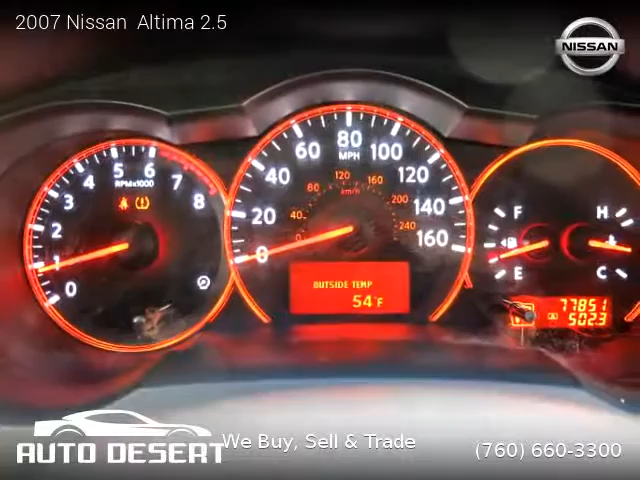 2007 Nissan  Altima 2.5
NISSAN
80
60 MPH 100
40 120
20 140
0 160
120
80 160
km/h
40 200
0 240
5 6
4 RPMx1000 7
3 8
2
1
0
F H
E C
OUTSIDE TEMP
54°F
77851
A 502.3
AUTO DESERT
We Buy, Sell & Trade
(760) 660-3300